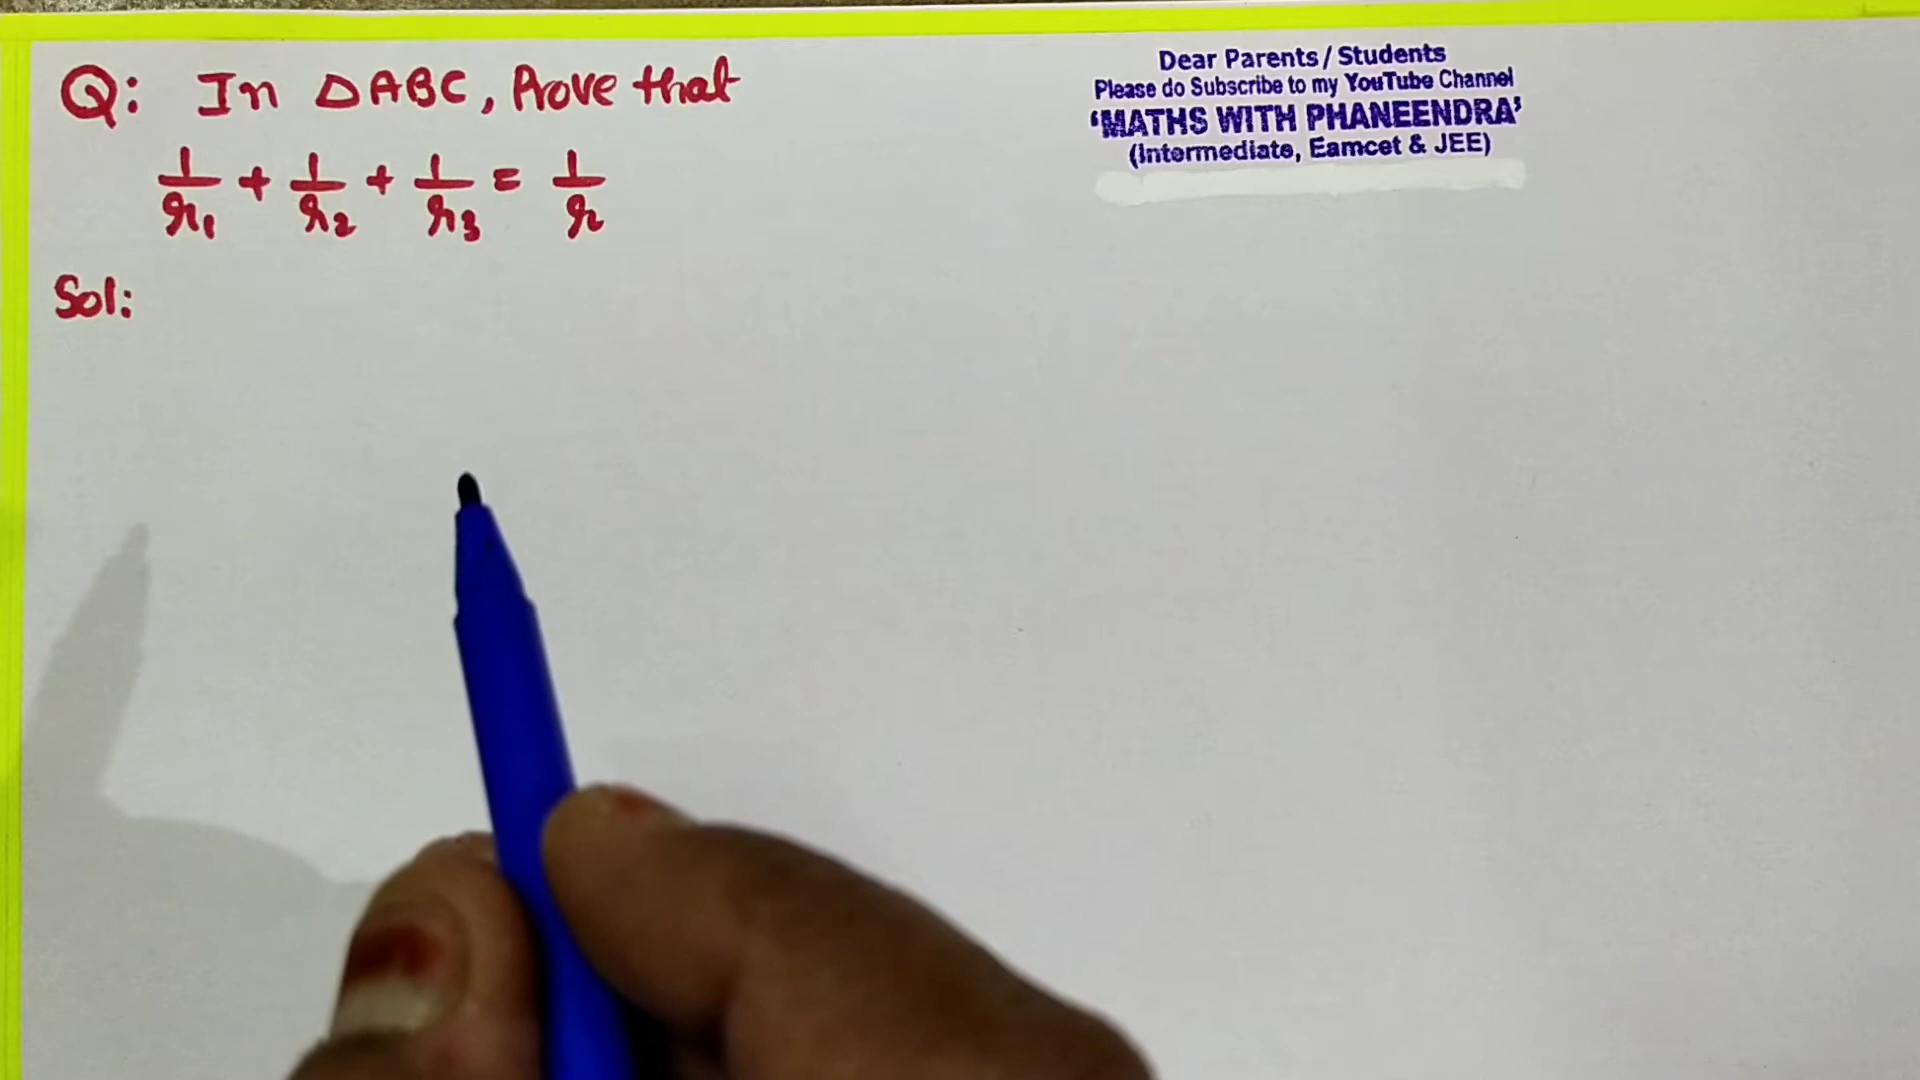 Q: In △ABC, Prove that
1/r1 + 1/r2 + 1/r3 = 1/r
Sol:
Dear Parents / Students
Please do Subscribe to my YouTube Channel
'MATHS WITH PHANEENDRA'
(Intermediate, Eamcet & JEE)